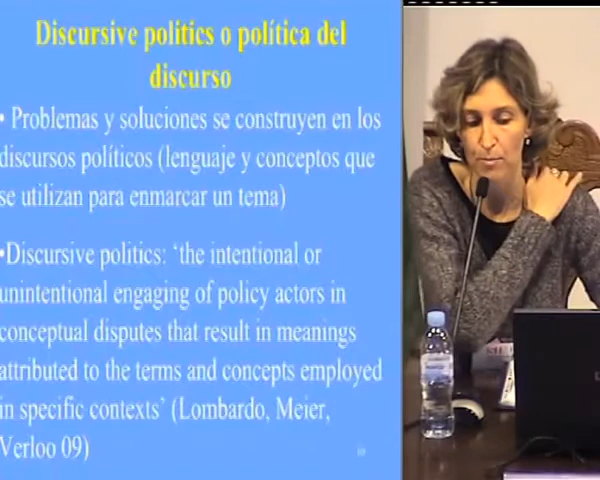 Discursive politics o política del
discurso
• Problemas y soluciones se construyen en los
discursos políticos (lenguaje y conceptos que
se utilizan para enmarcar un tema)
•Discursive politics: ‘the intentional or
unintentional engaging of policy actors in
conceptual disputes that result in meanings
attributed to the terms and concepts employed
in specific contexts’ (Lombardo, Meier,
Verloo 09)